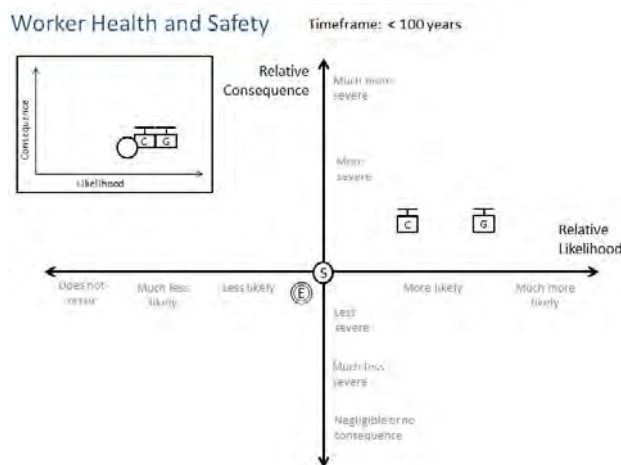 Worker Health and Safety
Timeframe: < 100 years
Relative
Consequence
Much more
severe
Consequence
C G
Likelihood
More
severe
C G
Relative
Likelihood
S
Does not
occur
Much less
likely
Less likely
E
More likely
Much more
likely
Less
severe
Much less
severe
Negligible or no
consequence